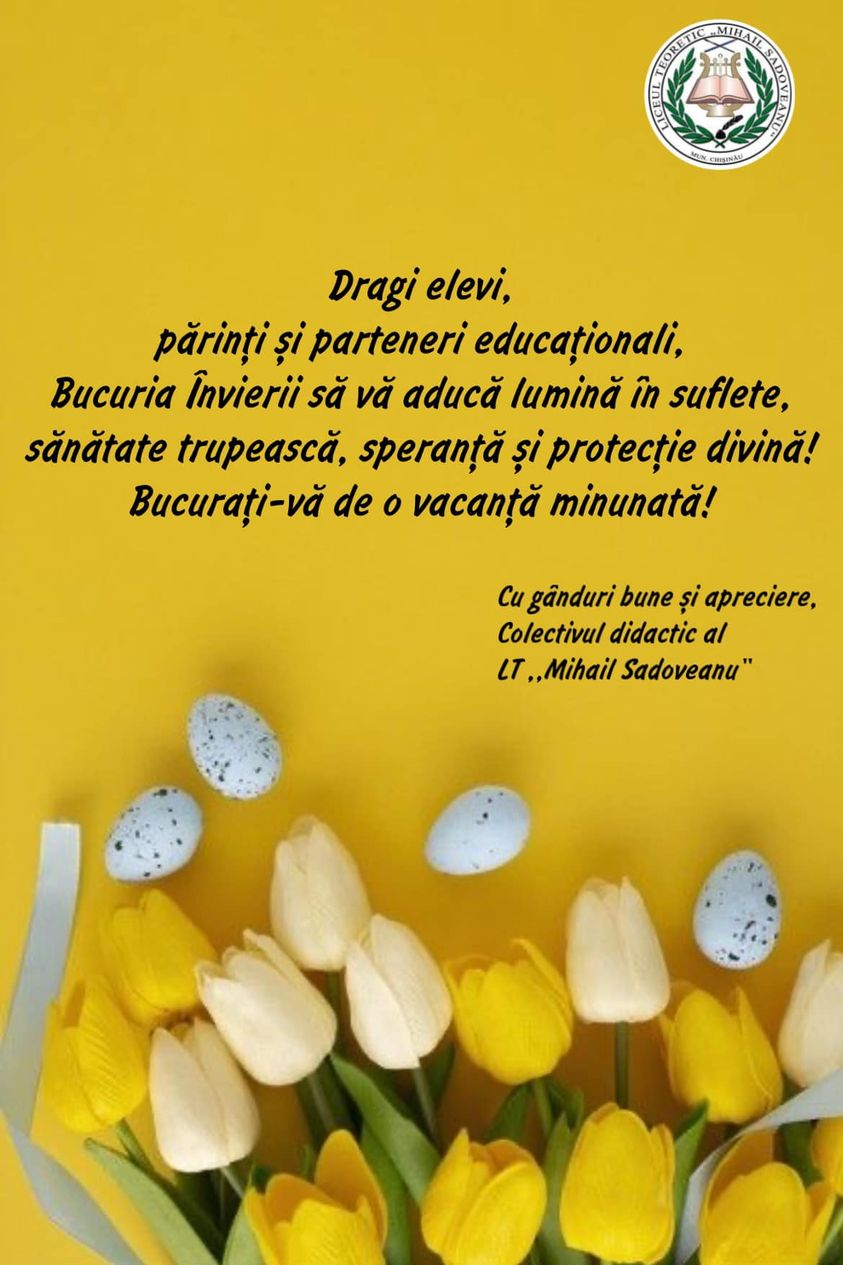 LICEUL TEORETIC „MIHAIL SADOVEANU”
MUN. CHIȘINĂU
Dragi elevi,
părinți și parteneri educaționali,
Bucuria Învierii să vă aducă lumină în suflete,
sănătate trupească, speranță și protecție divină!
Bucurați-vă de o vacanță minunată!
Cu gânduri bune și apreciere,
Colectivul didactic al
LT ,,Mihail Sadoveanu"